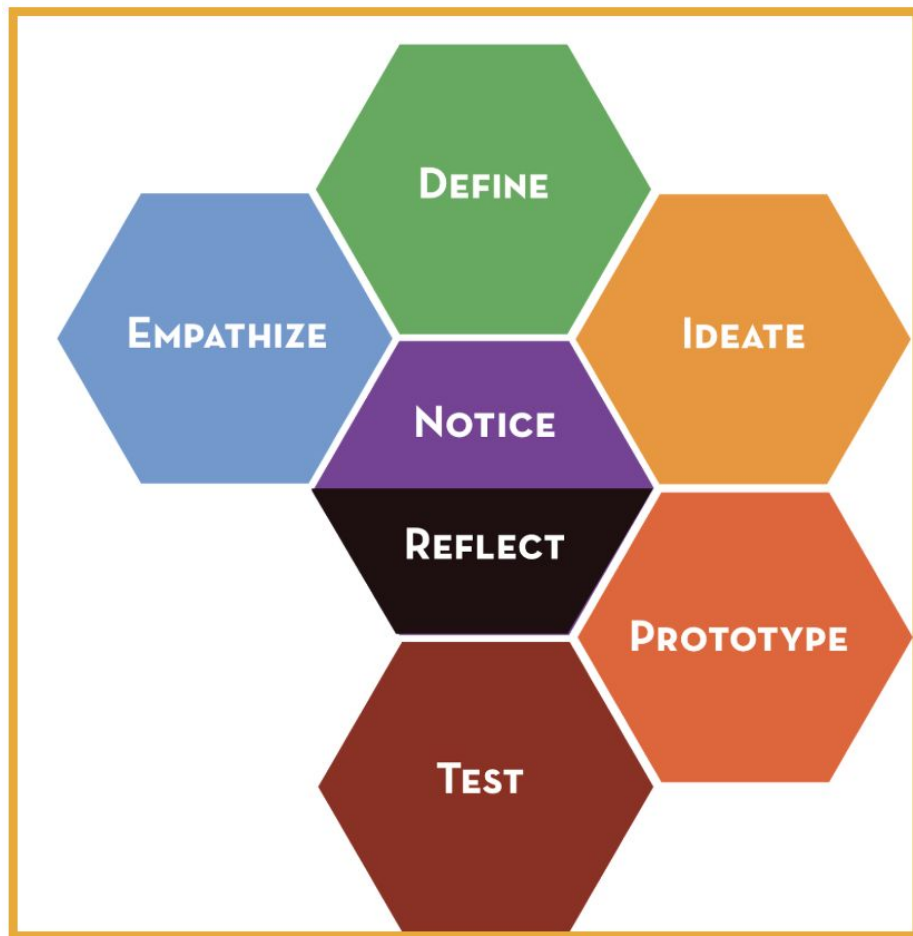 Define
Empathize
Ideate
Notice
Reflect
Prototype
Test